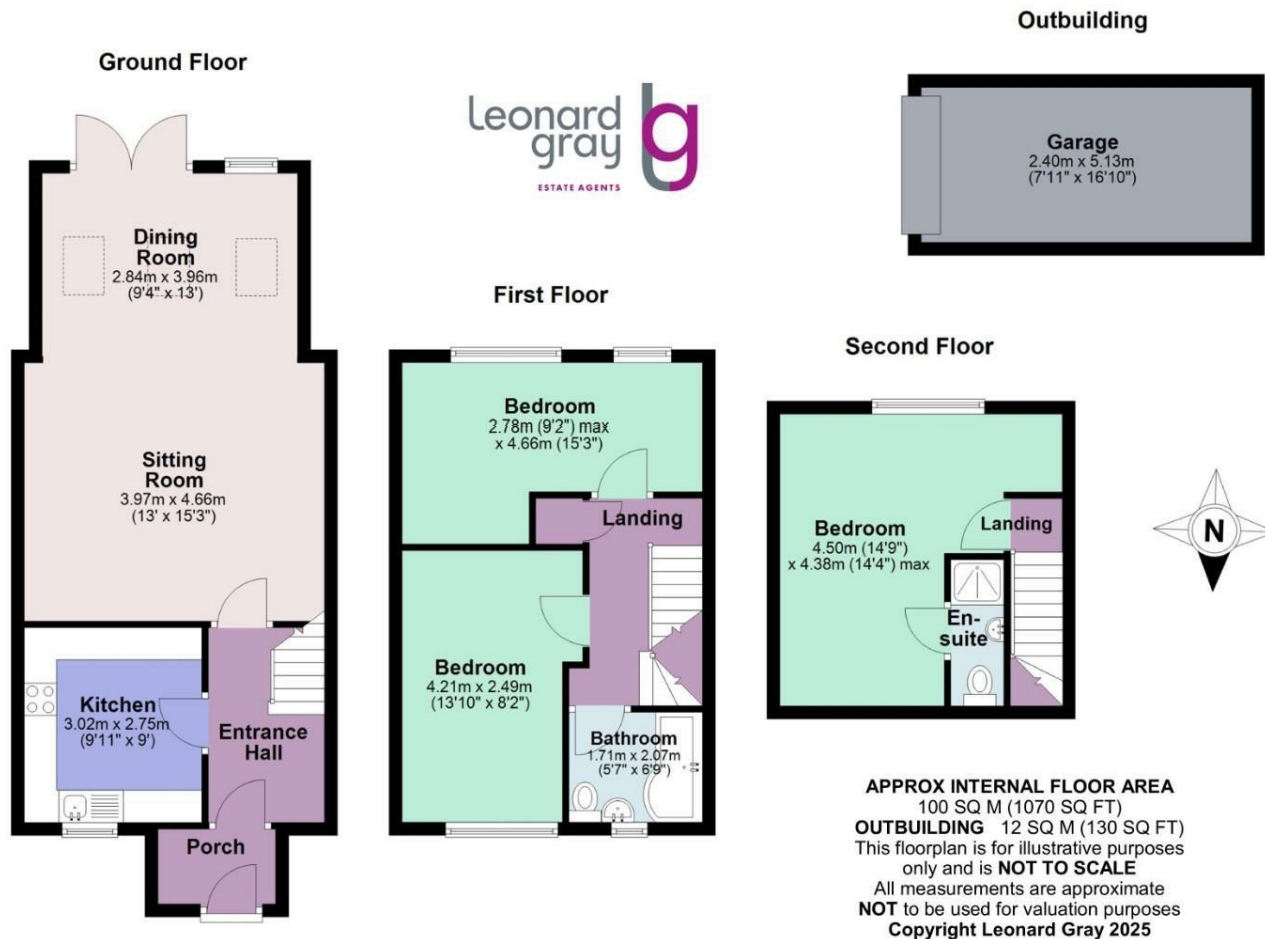 Ground Floor
Dining
Room
2.84m x 3.96m
(9'4" x 13')
Sitting
Room
3.97m x 4.66m
(13' x 15'3")
Kitchen
3.02m x 2.75m
(9'11" x 9')
Entrance
Hall
Porch
Leonard
gray
lg
ESTATE AGENTS
First Floor
Bedroom
2.78m (9'2") max
x 4.66m (15'3")
Landing
Bedroom
4.21m x 2.49m
(13'10" x 8'2")
Bathroom
1.71m x 2.07m
(5'7" x 6'9")
Outbuilding
Garage
2.40m x 5.13m
(7'11" x 16'10")
Second Floor
Bedroom
4.50m (14'9")
x 4.38m (14'4") max
Landing
En-
suite
N
APPROX INTERNAL FLOOR AREA
100 SQ M (1070 SQ FT)
OUTBUILDING 12 SQ M (130 SQ FT)
This floorplan is for illustrative purposes
only and is NOT TO SCALE
All measurements are approximate
NOT to be used for valuation purposes
Copyright Leonard Gray 2025